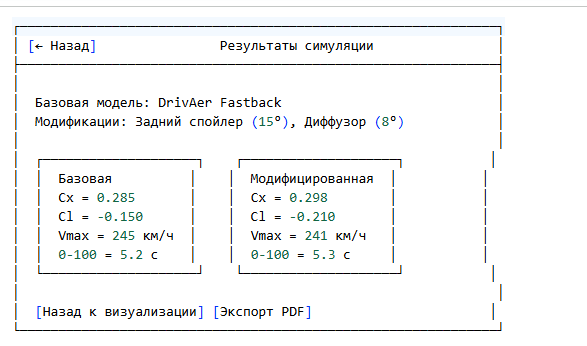 [← Назад] Результаты симуляции
Базовая модель: DrivAer Fastback
Модификации: Задний спойлер (15°), Диффузор (8°)
Базовая Модифицированная
Cx = 0.285 Cx = 0.298
Cl = -0.150 Cl = -0.210
Vmax = 245 км/ч Vmax = 241 км/ч
0-100 = 5.2 с 0-100 = 5.3 с
[Назад к визуализации] [Экспорт PDF]